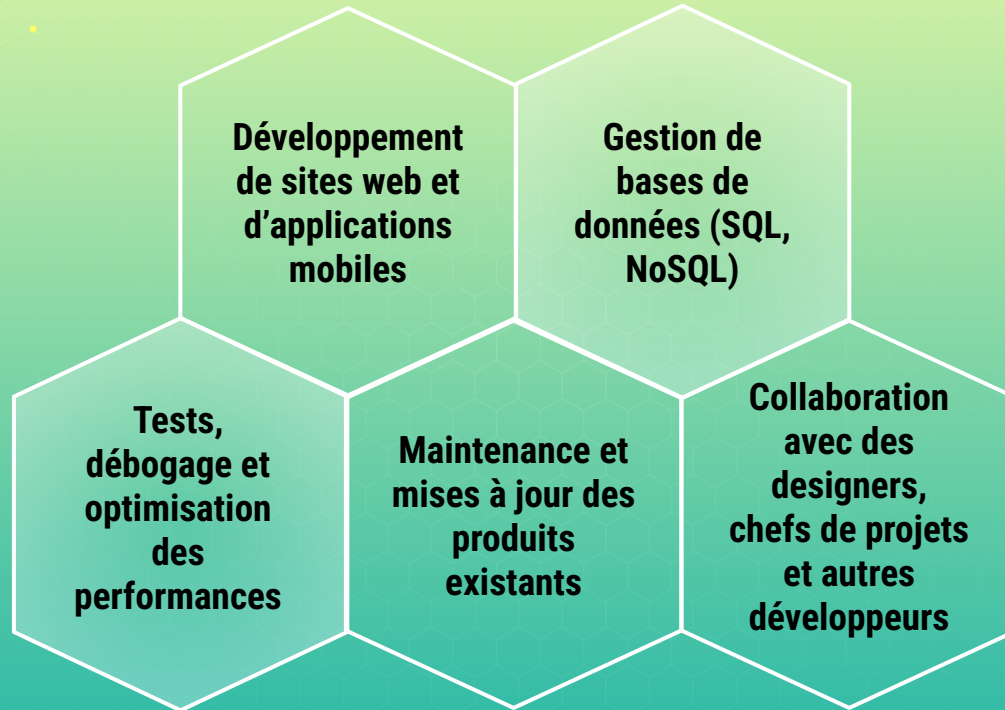 Développement
de sites web et
d’applications
mobiles
Gestion de
bases de
données (SQL,
NoSQL)
Tests,
débogage et
optimisation
des
performances
Maintenance et
mises à jour des
produits
existants
Collaboration
avec des
designers,
chefs de projets
et autres
développeurs